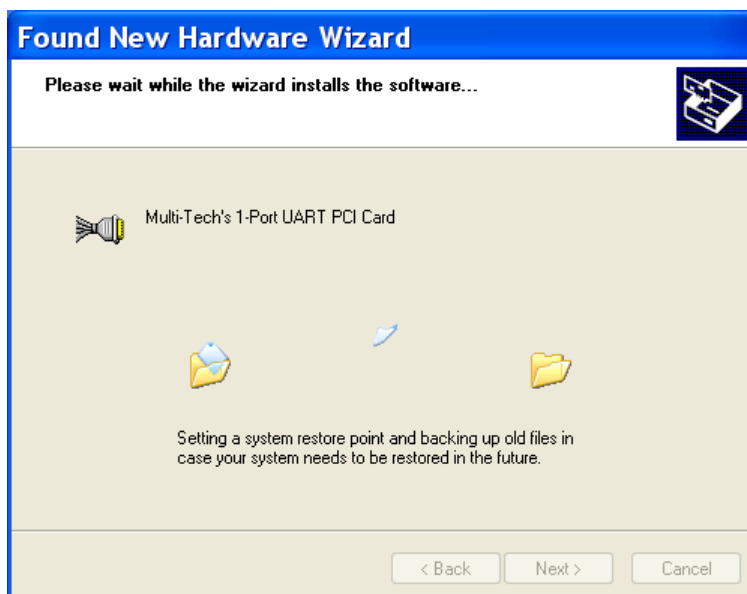 Found New Hardware Wizard
Please wait while the wizard installs the software...
Multi-Tech's 1-Port UART PCI Card
Setting a system restore point and backing up old files in
case your system needs to be restored in the future.
< Back
Next >
Cancel